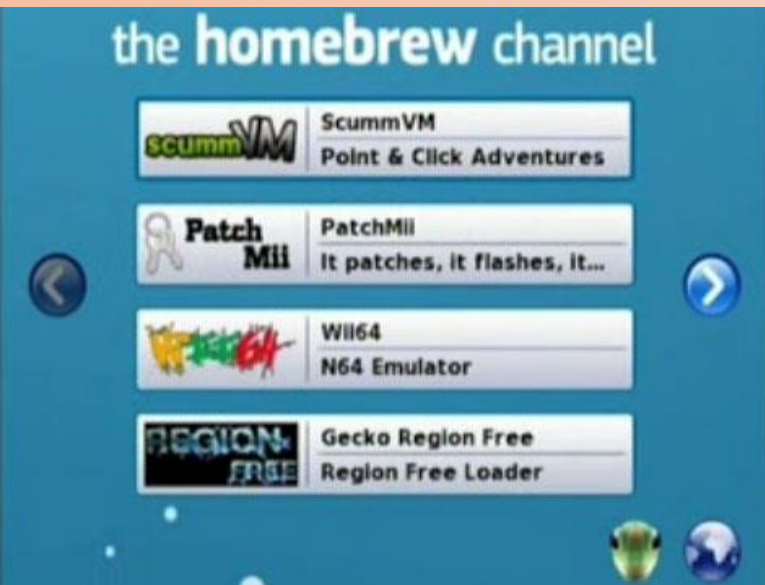 the homebrew channel
scummVM
ScummVM
Point & Click Adventures
Patch
Mii
PatchMii
It patches, it flashes, it...
Wii64
Wii64
N64 Emulator
REGION
FREE
Gecko Region Free
Region Free Loader